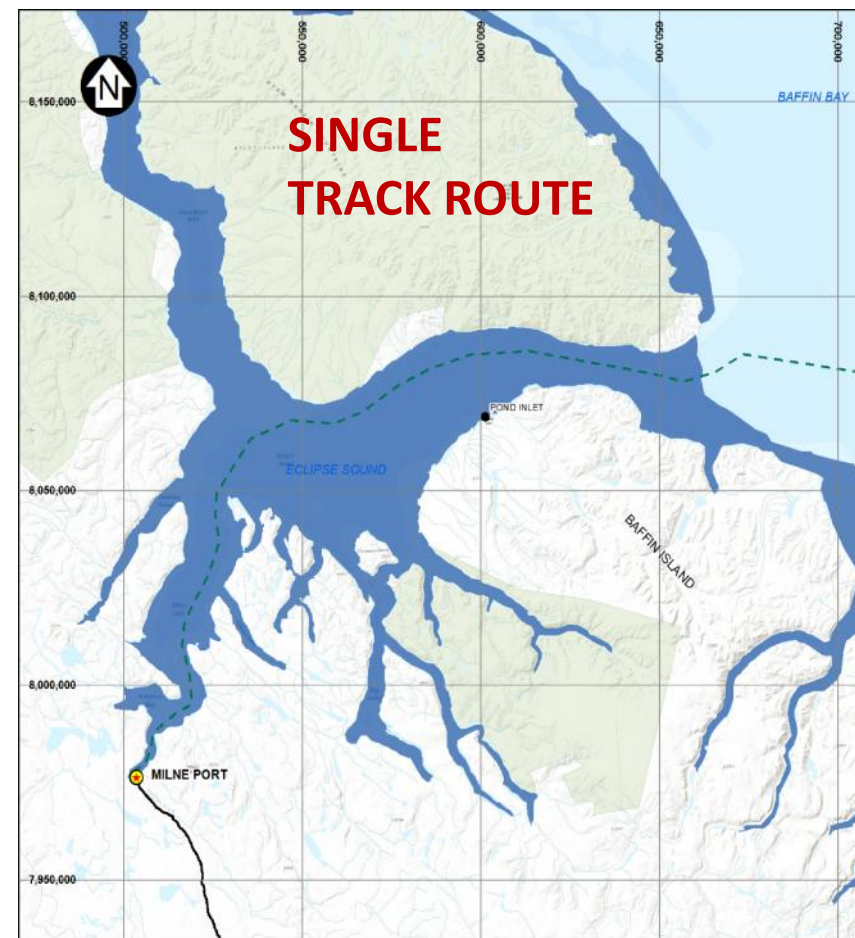 500,000
550,000
600,000
650,000
700,000
N
8,150,000
BAFFIN BAY
SINGLE
TRACK ROUTE
8,100,000
POND INLET
ECLIPSE SOUND
8,050,000
BAFFIN ISLAND
8,000,000
MILNE PORT
7,950,000